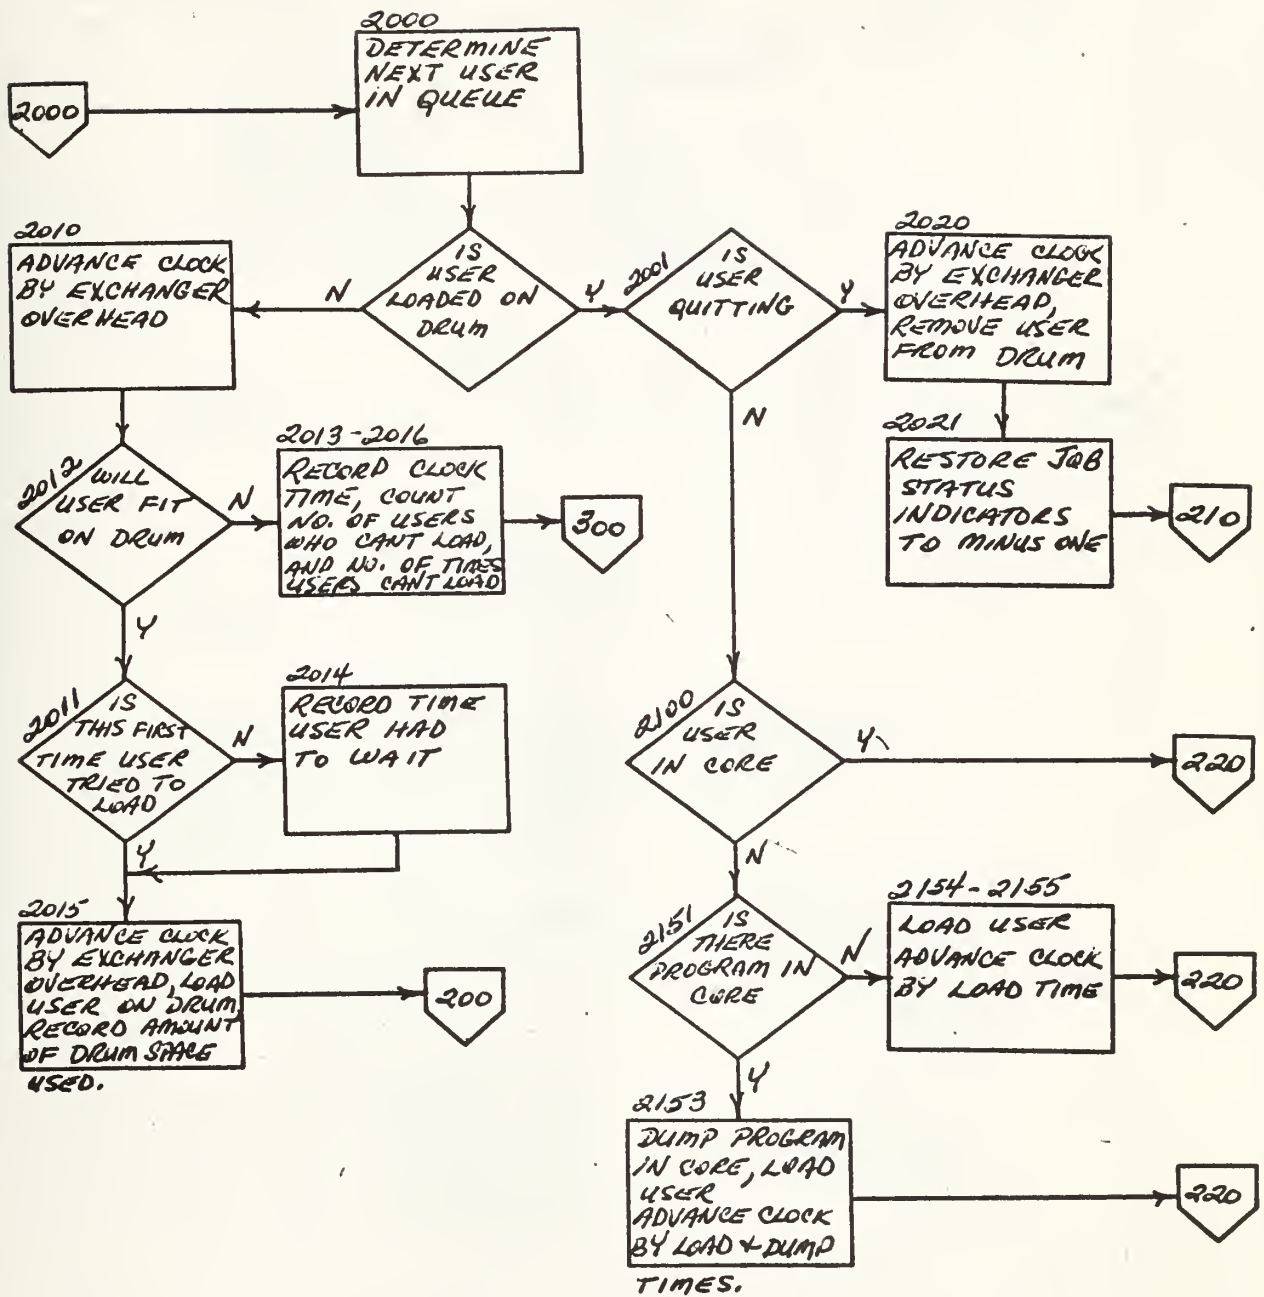 2000
DETERMINE
NEXT USER
IN QUEUE
2000
2010
ADVANCE CLOCK
BY EXCHANGER
OVERHEAD
N
IS
USER
LOADED ON
DRUM
Y
2001
IS
USER
QUITTING
Y
N
2020
ADVANCE CLOCK
BY EXCHANGER
OVERHEAD,
REMOVE USER
FROM DRUM
2021
RESTORE JOB
STATUS
INDICATORS
TO MINUS ONE
210
2012
WILL
USER FIT
ON DRUM
N
Y
2013-2016
RECORD CLOCK
TIME, COUNT
NO. OF USERS
WHO CANT LOAD,
AND NO. OF TIMES
USERS CANT LOAD
300
2011
IS
THIS FIRST
TIME USER
TRIED TO
LOAD
N
Y
2014
RECORD TIME
USER HAD
TO WAIT
2015
ADVANCE CLOCK
BY EXCHANGER
OVERHEAD, LOAD
USER ON DRUM,
RECORD AMOUNT
OF DRUM SPACE
USED.
200
2100
IS
USER
IN CORE
Y
N
220
2151
IS
THERE
PROGRAM IN
CORE
N
Y
2154-2155
LOAD USER
ADVANCE CLOCK
BY LOAD TIME
220
2153
DUMP PROGRAM
IN CORE, LOAD
USER
ADVANCE CLOCK
BY LOAD + DUMP
TIMES.
220